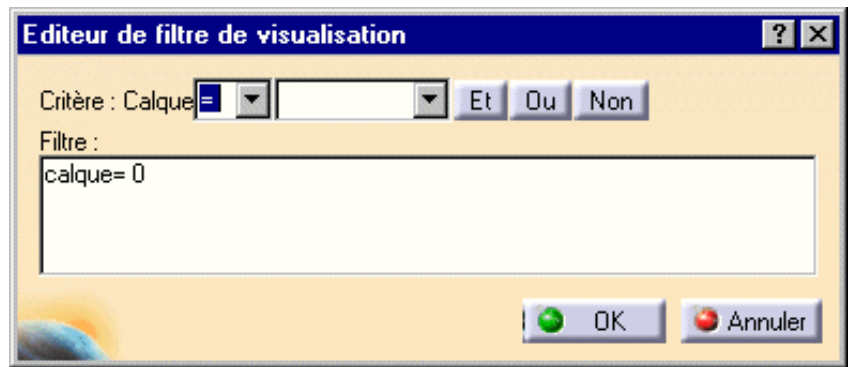 Editeur de filtre de visualisation ? X
Critère : Calque = Et Ou Non
Filtre :
calque= 0
OK Annuler